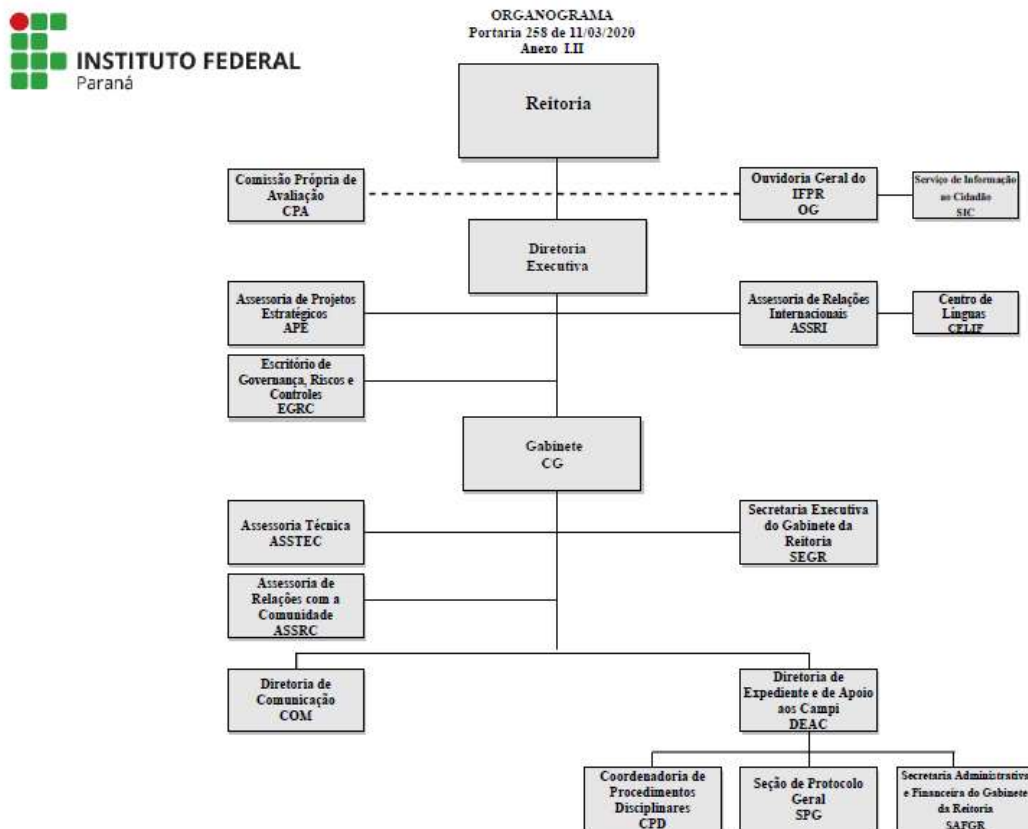 INSTITUTO FEDERAL
Paraná
ORGANOGRAMA
Portaria 258 de 11/03/2020
Anexo I.II
Reitoria
Comissão Própria de
Avaliação
CPA
Ouvidoria Geral do
IFPR
OG
Serviço de Informação
ao Cidadão
SIC
Diretoria
Executiva
Assessoria de Projetos
Estratégicos
APE
Assessoria de Relações
Internacionais
ASSRI
Centro de
Línguas
CELIF
Escritório de
Governança, Riscos e
Controles
EGRC
Gabinete
CG
Assessoria Técnica
ASSTEC
Secretaria Executiva
do Gabinete da
Reitoria
SEGR
Assessoria de
Relações com a
Comunidade
ASSRC
Diretoria de
Comunicação
COM
Diretoria de
Expediente e de Apoio
aos Campi
DEAC
Coordenadoria de
Procedimentos
Disciplinares
CPD
Seção de Protocolo
Geral
SPG
Secretaria Administrativa
e Financeira do Gabinete
da Reitoria
SAFGR